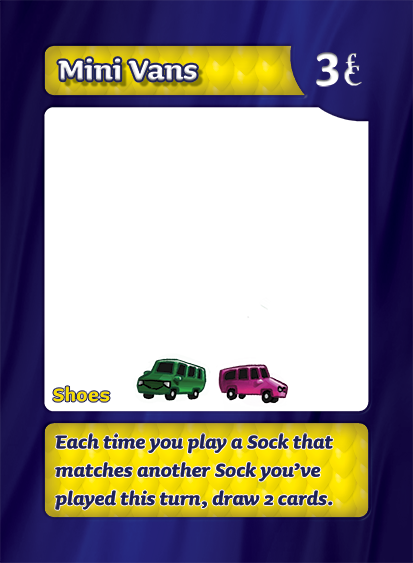 Mini Vans
3
Shoes
Each time you play a Sock that
matches another Sock you've
played this turn, draw 2 cards.